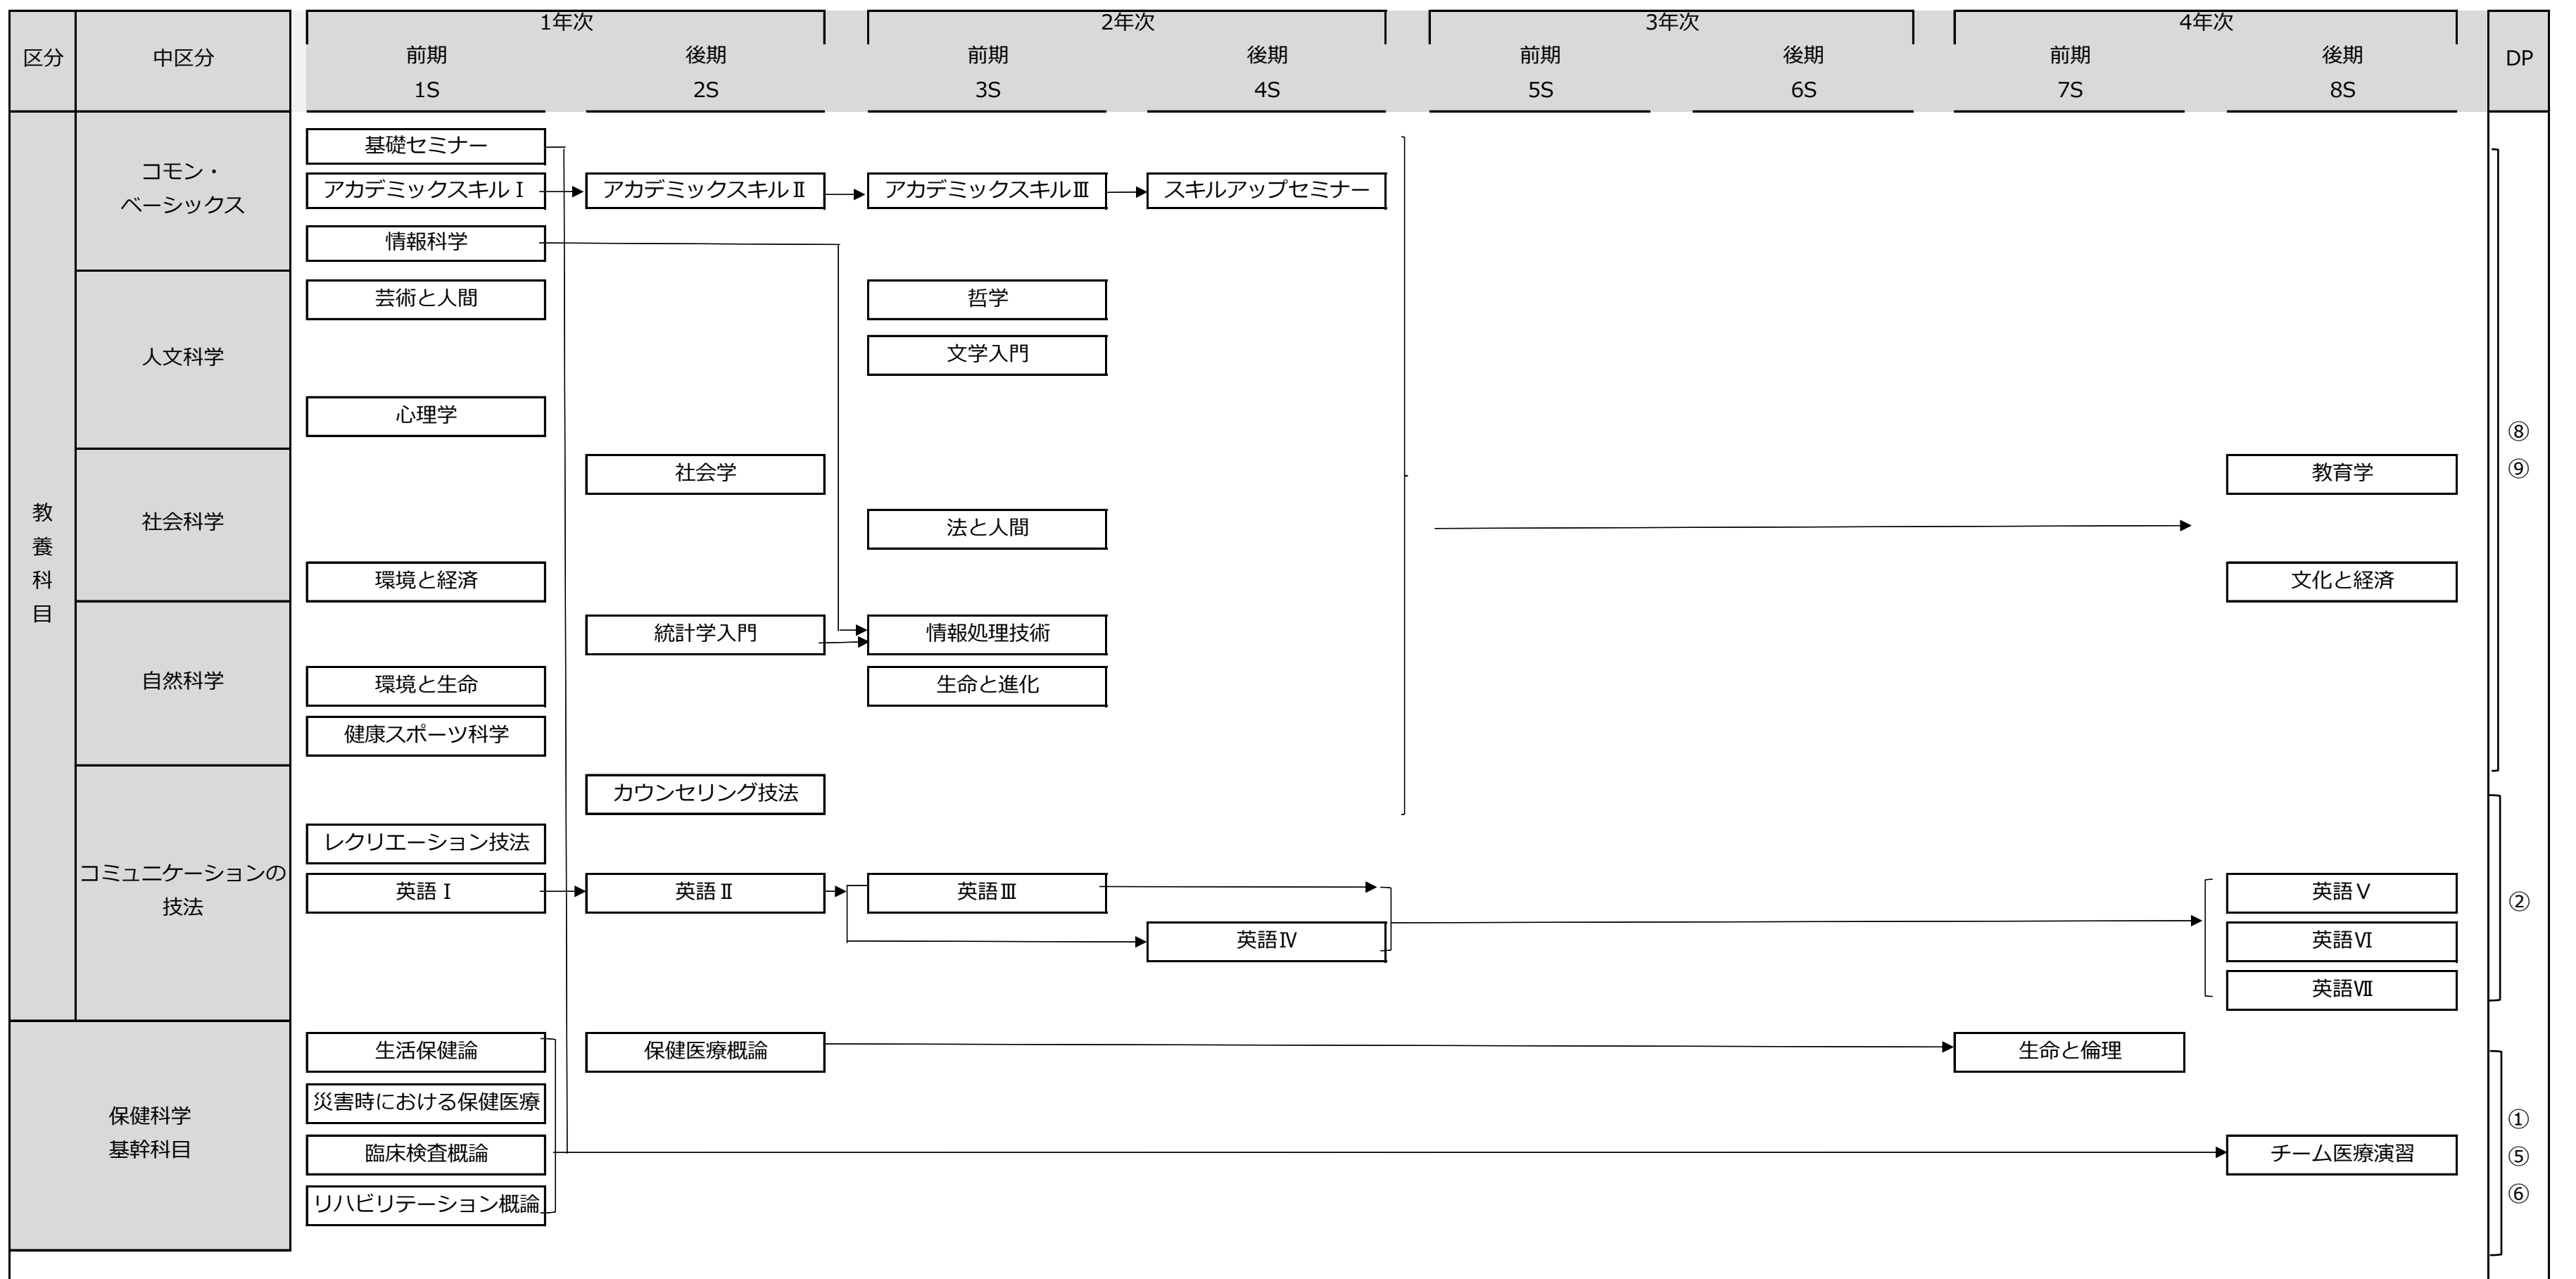 区分
中区分
1年次
2年次
3年次
4年次
DP
前期
後期
前期
後期
前期
後期
前期
後期
1S
2S
3S
4S
5S
6S
7S
8S
教
養
科
目
コモン・
ベーシックス
基礎セミナー
アカデミックスキルⅠ
アカデミックスキルⅡ
アカデミックスキルⅢ
スキルアップセミナー
情報科学
人文科学
芸術と人間
哲学
文学入門
心理学
社会科学
社会学
教育学
法と人間
環境と経済
文化と経済
自然科学
統計学入門
情報処理技術
環境と生命
生命と進化
健康スポーツ科学
⑧
⑨
コミュニケーションの
技法
カウンセリング技法
レクリエーション技法
英語Ⅰ
英語Ⅱ
英語Ⅲ
英語Ⅴ
英語Ⅳ
英語Ⅵ
英語Ⅶ
②
保健科学
基幹科目
生活保健論
保健医療概論
生命と倫理
災害時における保健医療
臨床検査概論
チーム医療演習
リハビリテーション概論
①
⑤
⑥